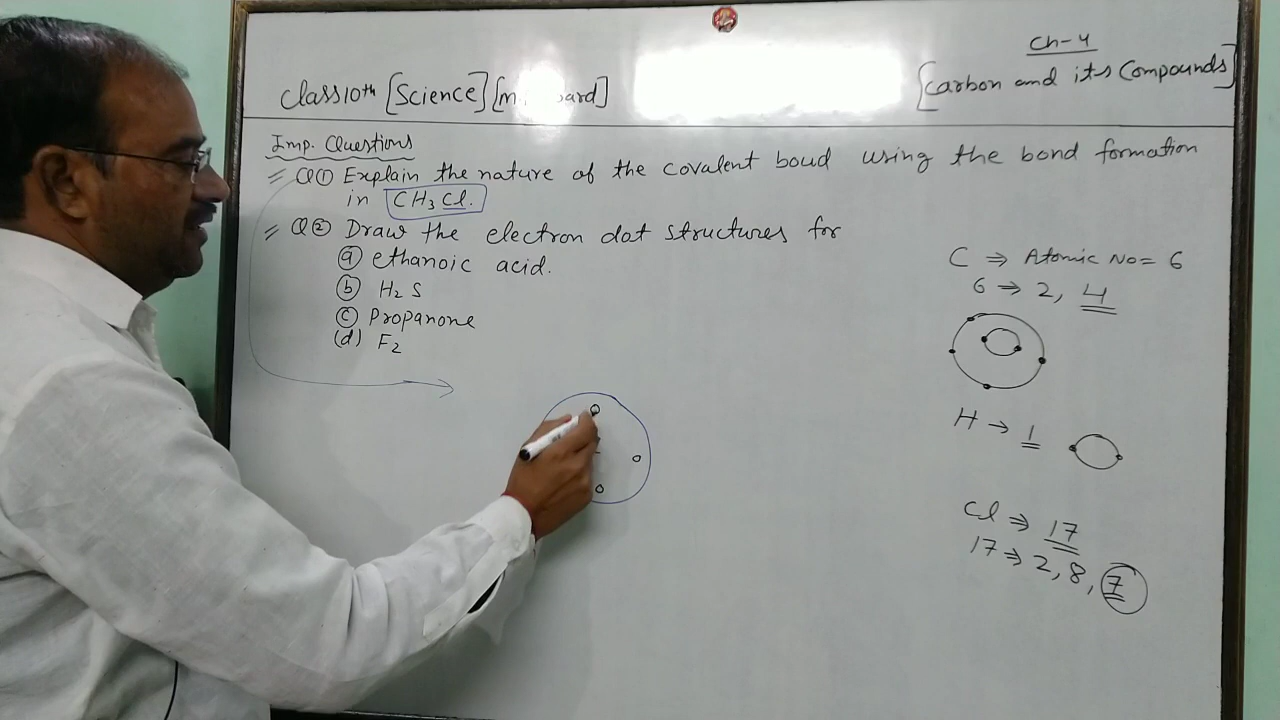 Ch-4
Class 10th [Science]
[Carbon and its Compounds]
Imp. Questions
Q① Explain the nature of the covalent bond using the bond formation
in CH3Cl.
Q② Draw the electron dot structures for
ⓐ ethanoic acid.
ⓑ H2S
ⓒ Propanone
(d) F2
C ⇒ Atomic No = 6
6 ⇒ 2, 4
H → 1
Cl ⇒ 17
17 ⇒ 2, 8, 7